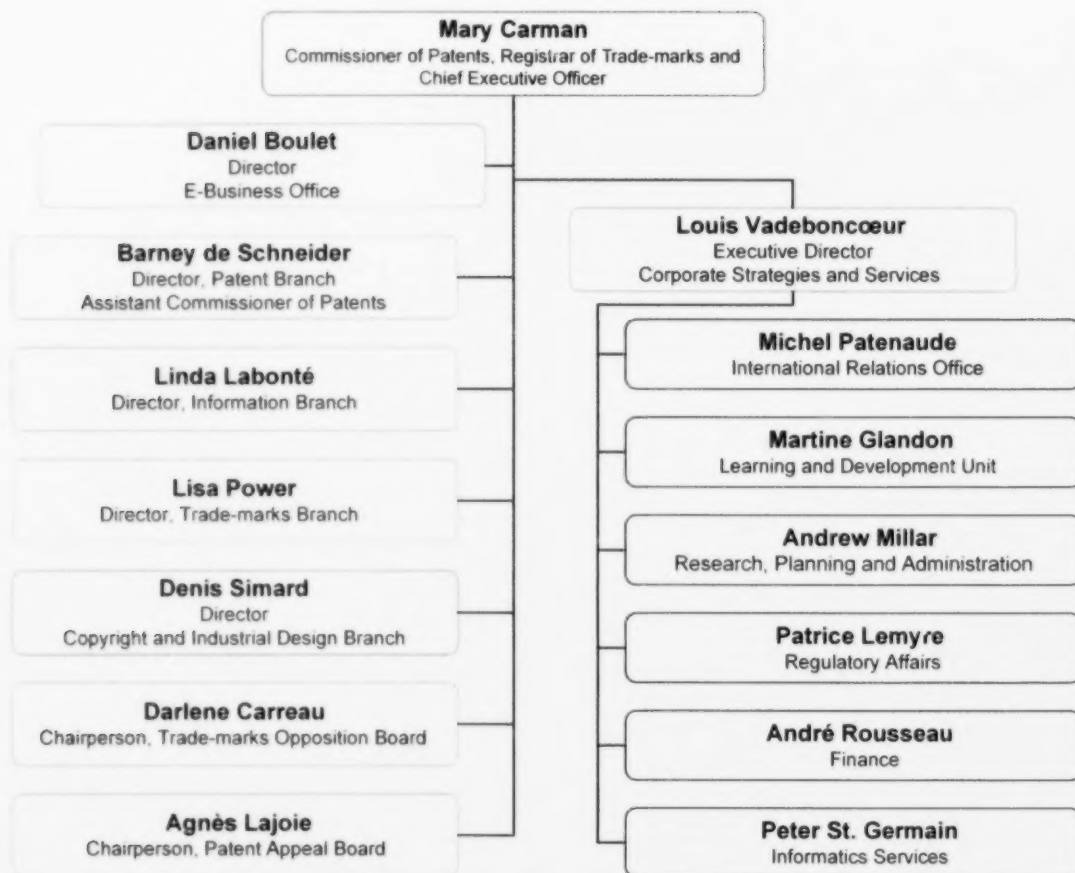 Mary Carman
Commissioner of Patents, Registrar of Trade-marks and
Chief Executive Officer
Daniel Boulet
Director
E-Business Office
Barney de Schneider
Director, Patent Branch
Assistant Commissioner of Patents
Linda Labonté
Director, Information Branch
Lisa Power
Director, Trade-marks Branch
Denis Simard
Director
Copyright and Industrial Design Branch
Darlene Carreau
Chairperson, Trade-marks Opposition Board
Agnès Lajoie
Chairperson, Patent Appeal Board
Louis Vadeboncœur
Executive Director
Corporate Strategies and Services
Michel Patenaude
International Relations Office
Martine Glandon
Learning and Development Unit
Andrew Millar
Research, Planning and Administration
Patrice Lemyre
Regulatory Affairs
André Rousseau
Finance
Peter St. Germain
Informatics Services